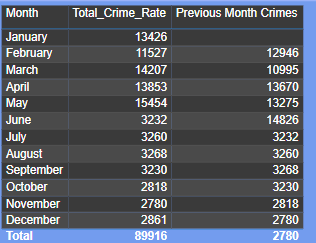 Month Total_Crime_Rate Previous Month Crimes
January 13426
February 11527 12946
March 14207 10995
April 13853 13670
May 15454 13275
June 3232 14826
July 3260 3232
August 3268 3260
September 3230 3268
October 2818 3230
November 2780 2818
December 2861 2780
Total 89916 2780